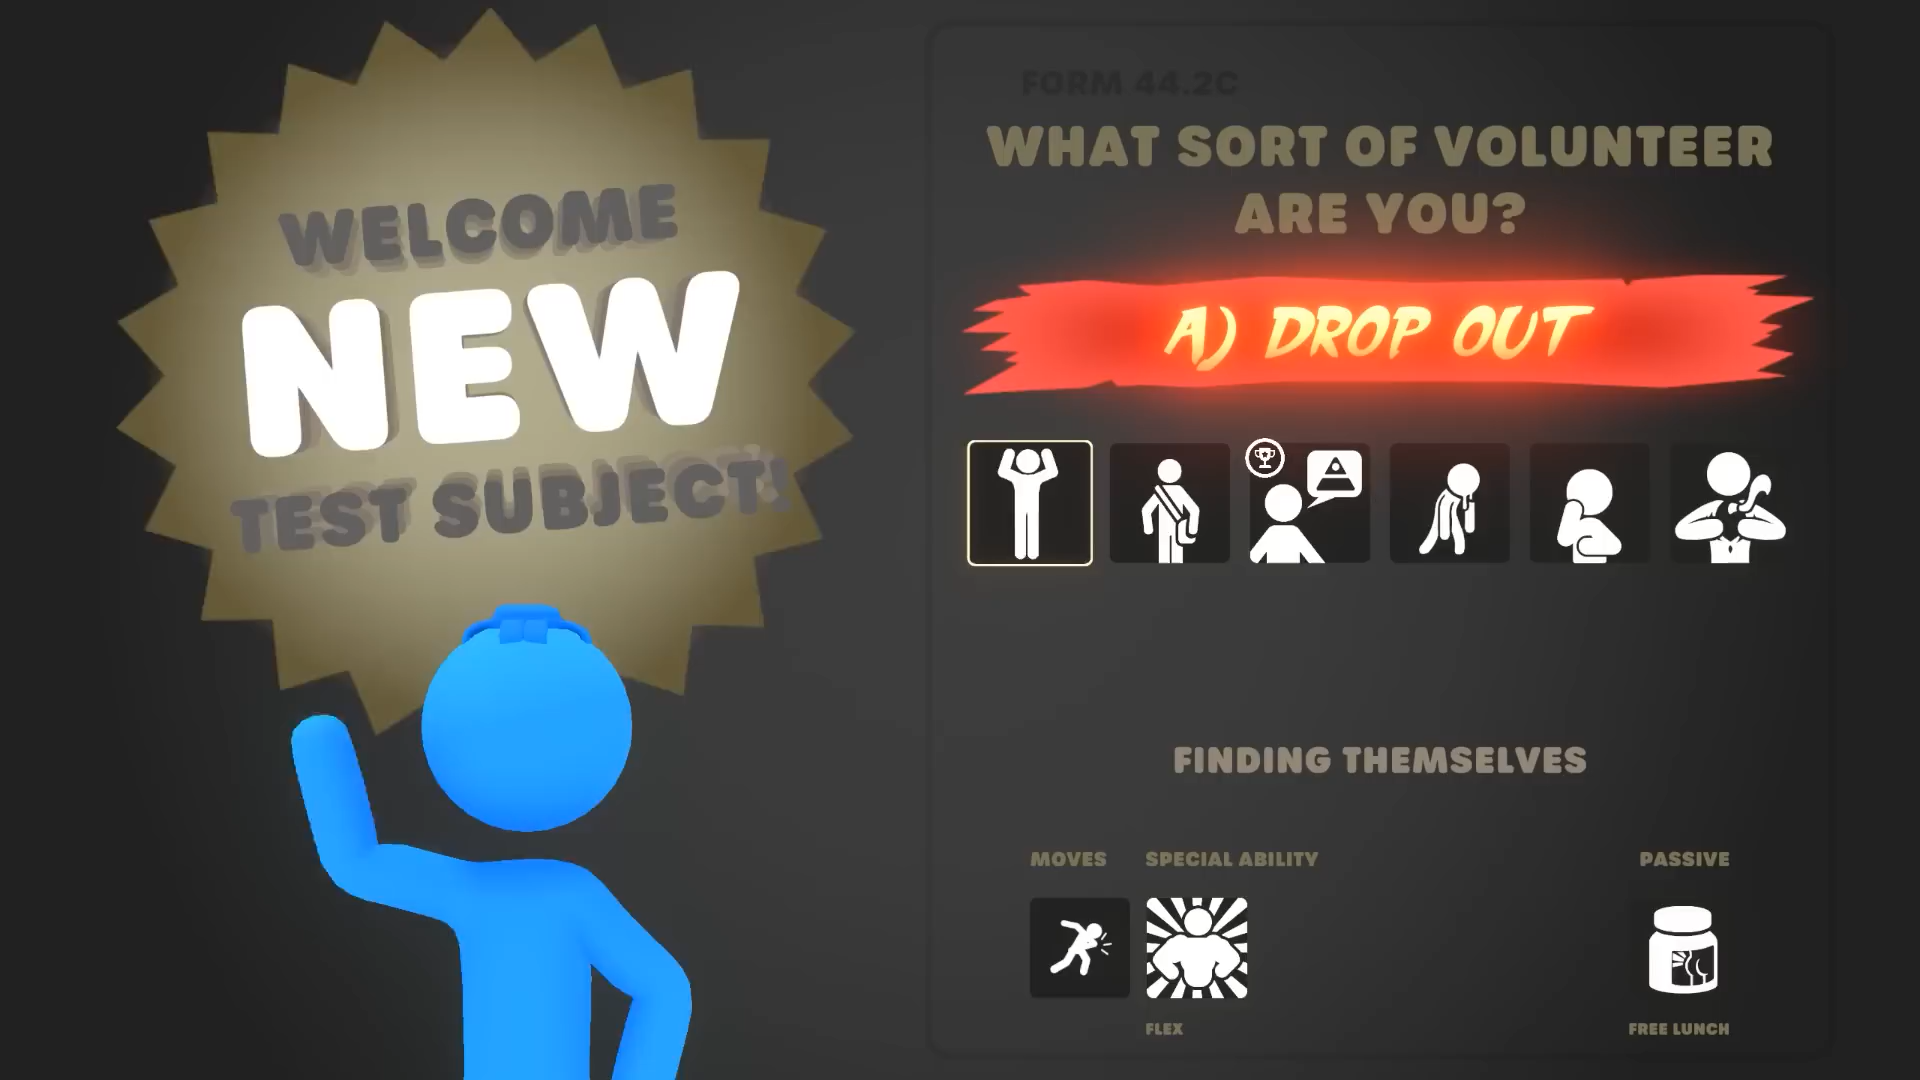 WELCOME
NEW
TEST SUBJECT!
FORM 44.2C
WHAT SORT OF VOLUNTEER
ARE YOU?
A) DROP OUT
FINDING THEMSELVES
MOVES
SPECIAL ABILITY
PASSIVE
FLEX
FREE LUNCH